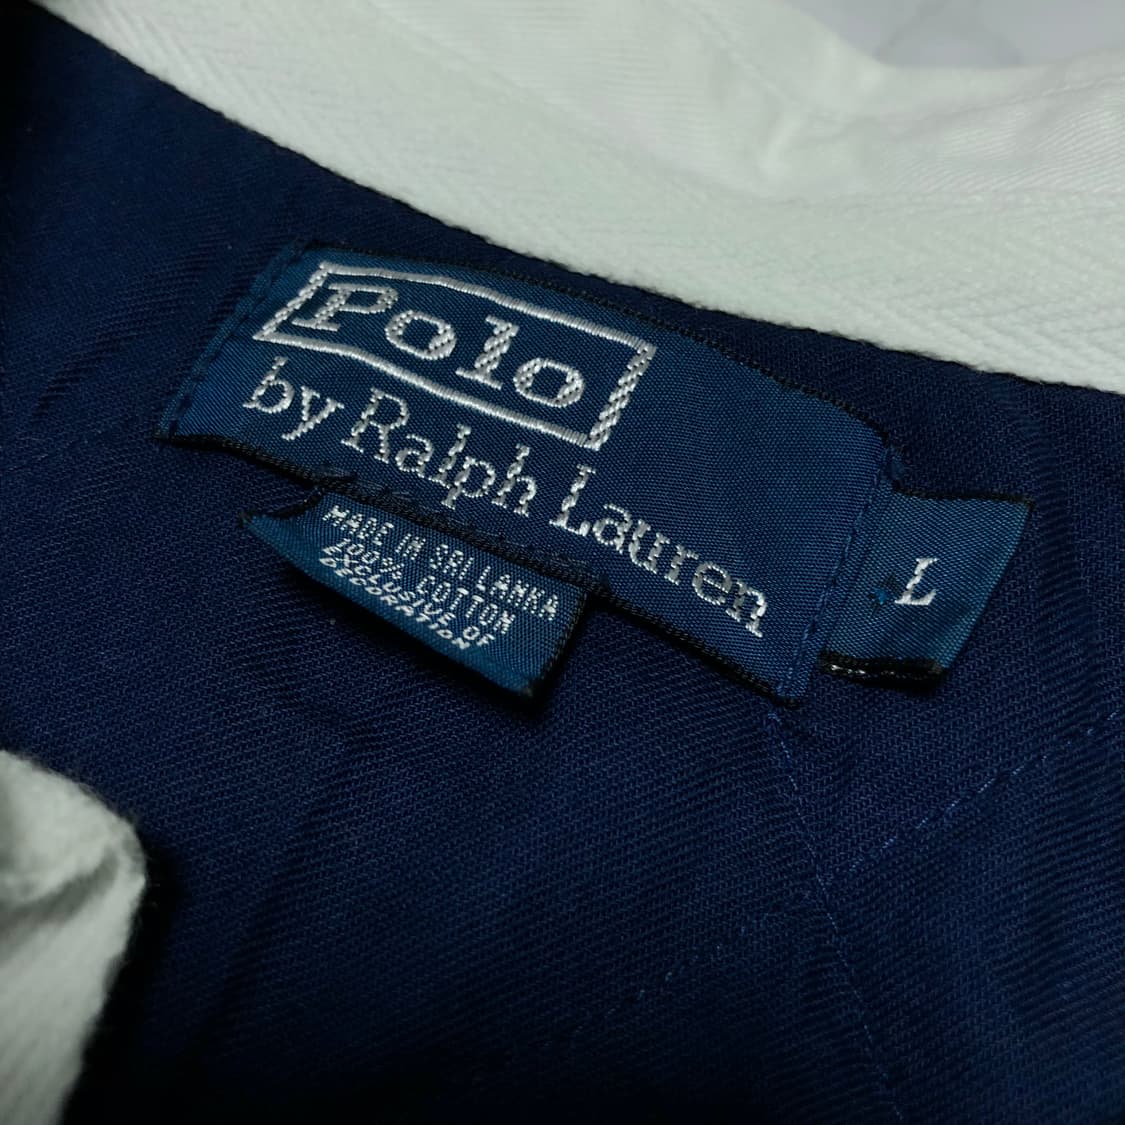 Polo
by Ralph Lauren
L
MADE IN SRI LANKA
100% COTTON
EXCLUSIVE OF
DECORATION